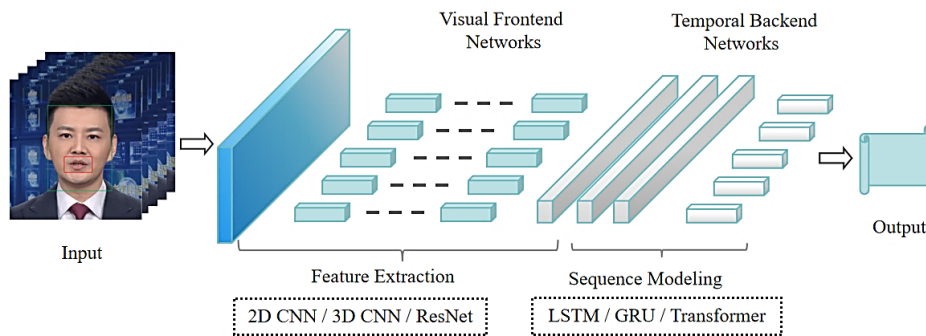 Visual Frontend
Networks
Temporal Backend
Networks
Input
Output
Feature Extraction
Sequence Modeling
2D CNN / 3D CNN / ResNet
LSTM / GRU / Transformer